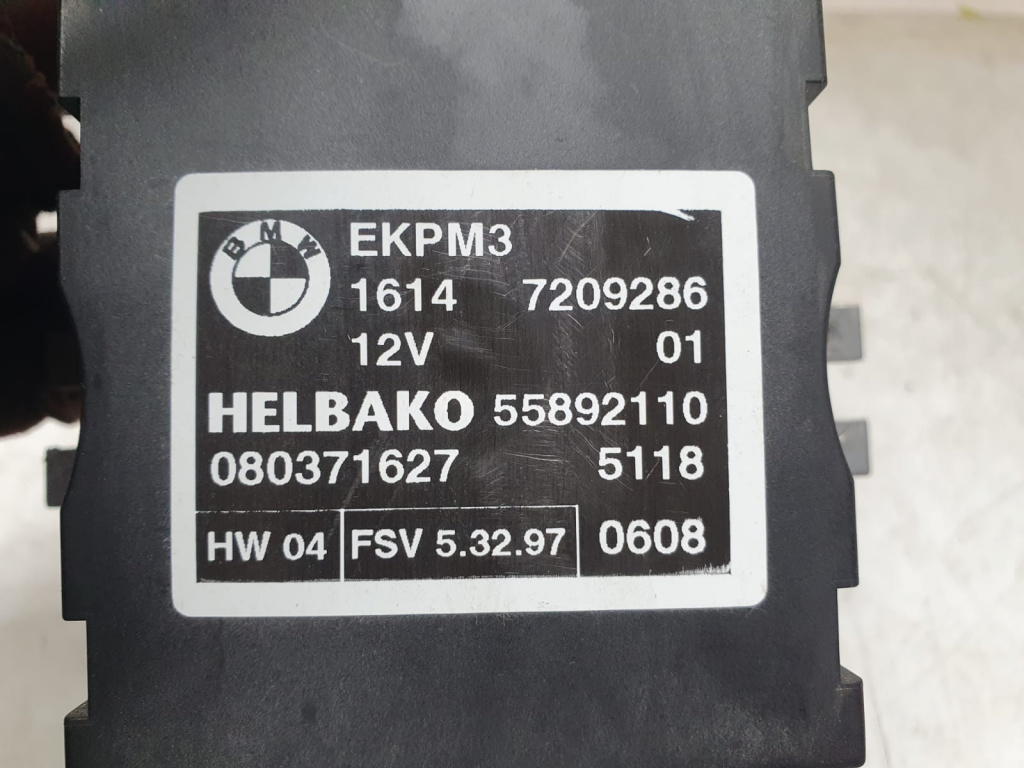 BMW EKPM3
1614 7209286
12V 01
HELBAKO 55892110
080371627 5118
HW 04 FSV 5.32.97 0608